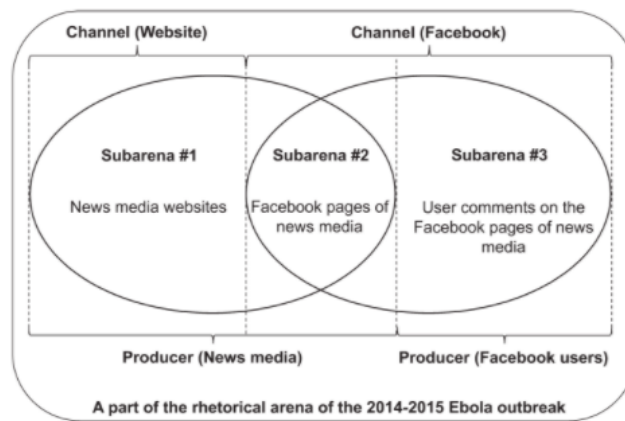 Channel (Website)
Channel (Facebook)
Subarena #1
Subarena #2
Subarena #3
News media websites
Facebook pages of
news media
User comments on the
Facebook pages of news
media
Producer (News media)
Producer (Facebook users)
A part of the rhetorical arena of the 2014-2015 Ebola outbreak